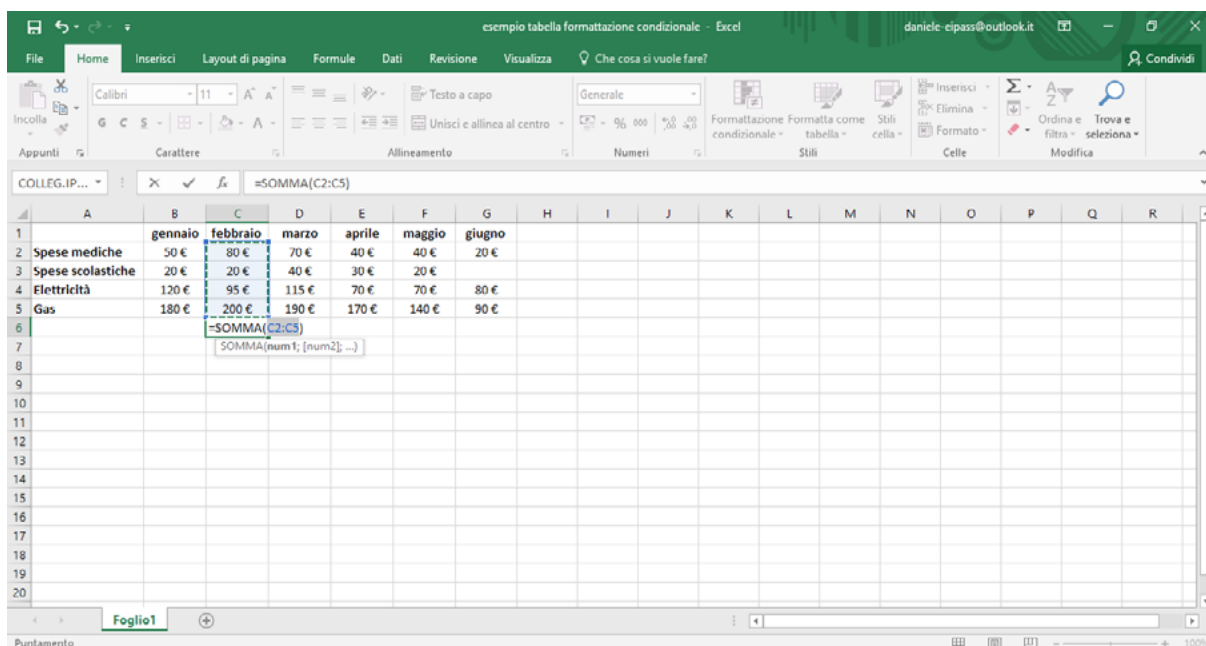 esempio tabella formattazione condizionale - Excel daniele-eipass@outlook.it
File Home Inserisci Layout di pagina Formule Dati Revisione Visualizza Che cosa si vuole fare? Condividi
Incolla Calibri 11 A A Testo a capo Generale Formattazione condizionale Formatta come tabella Stili cella Inserisci Elimina Formato Ordina e filtra Trova e seleziona
G C S A Unisci e allinea al centro % 000
Appunti Carattere Allineamento Numeri Stili Celle Modifica
COLLEG.IP... fx =SOMMA(C2:C5)
A B C D E F G H I J K L M N O P Q R
1 gennaio febbraio marzo aprile maggio giugno
2 Spese mediche 50 € 80 € 70 € 40 € 40 € 20 €
3 Spese scolastiche 20 € 20 € 40 € 30 € 20 €
4 Elettricità 120 € 95 € 115 € 70 € 70 € 80 €
5 Gas 180 € 200 € 190 € 170 € 140 € 90 €
6 =SOMMA(C2:C5)
7 SOMMA(num1; [num2]; ...)
8
9
10
11
12
13
14
15
16
17
18
19
20
Foglio1
Puntamento 100%